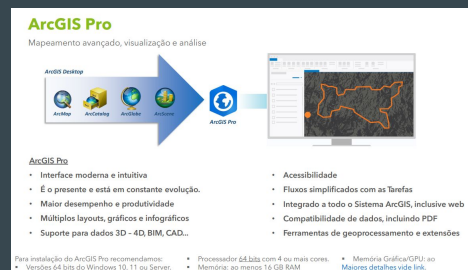 ArcGIS Pro
Mapeamento avançado, visualização e análise
ArcGIS Desktop
ArcMap ArcCatalog ArcGlobe ArcScene
ArcGIS Pro
ArcGIS Pro
• Interface moderna e intuitiva
• É o presente e está em constante evolução.
• Maior desempenho e produtividade
• Múltiplos layouts, gráficos e infográficos
• Suporte para dados 3D – 4D, BIM, CAD...
• Acessibilidade
• Fluxos simplificados com as Tarefas
• Integrado a todo o Sistema ArcGIS, inclusive web
• Compatibilidade de dados, incluindo PDF
• Ferramentas de geoprocessamento e extensões
Para instalação do ArcGIS Pro recomendamos:
• Versões 64 bits do Windows 10, 11 ou Server.
• Processador 64 bits com 4 ou mais cores.
• Memória: ao menos 16 GB RAM
• Memória Gráfica/GPU: ao
Maiores detalhes vide link.